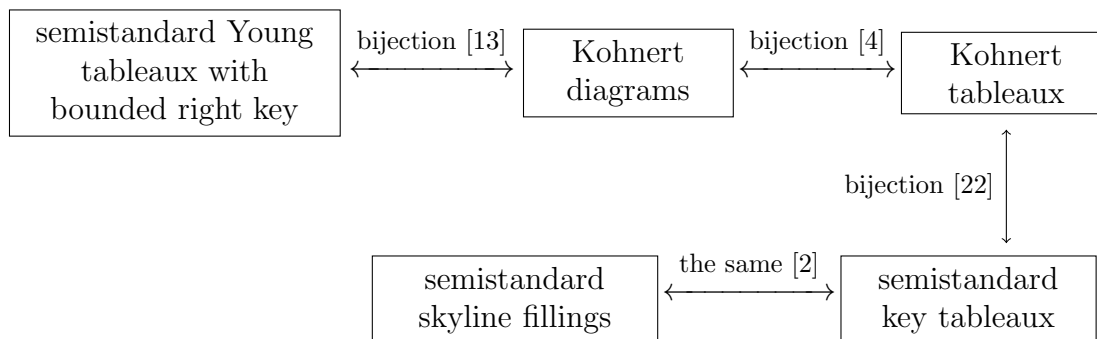 semistandard Young
tableaux with
bounded right key
bijection [13]
Kohnert
diagrams
bijection [4]
Kohnert
tableaux
bijection [22]
semistandard
skyline fillings
the same [2]
semistandard
key tableaux